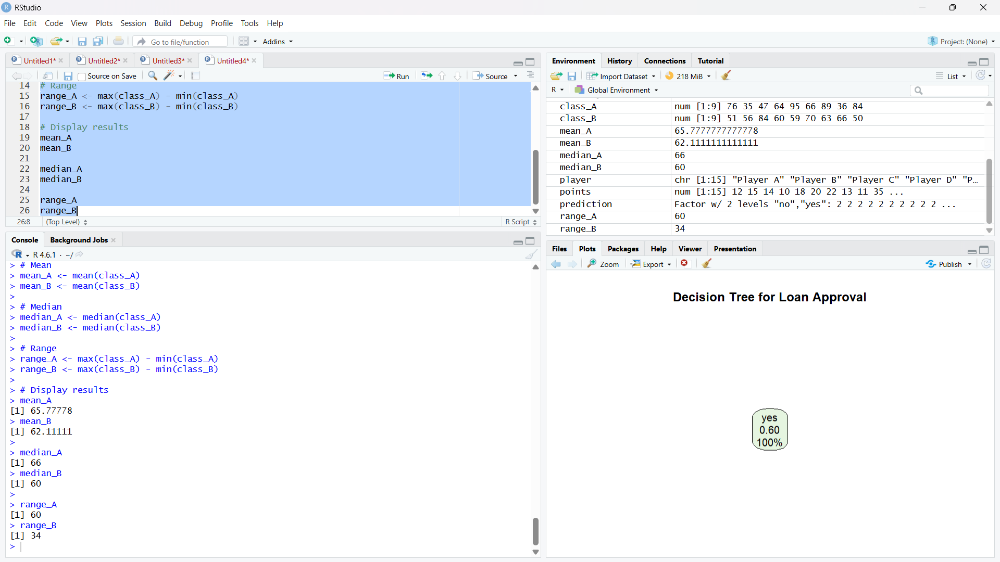 RStudio
File Edit Code View Plots Session Build Debug Profile Tools Help
Go to file/function
Addins
Project: (None)
Untitled1* Untitled2* Untitled3* Untitled4*
Source on Save
Run
Source
14 # Range
15 range_A <- max(class_A) - min(class_A)
16 range_B <- max(class_B) - min(class_B)
17
18 # Display results
19 mean_A
20 mean_B
21
22 median_A
23 median_B
24
25 range_A
26 range_B
26:8 (Top Level) R Script
Console Background Jobs
R 4.6.1 · ~/
> # Mean
> mean_A <- mean(class_A)
> mean_B <- mean(class_B)
>
> # Median
> median_A <- median(class_A)
> median_B <- median(class_B)
>
> # Range
> range_A <- max(class_A) - min(class_A)
> range_B <- max(class_B) - min(class_B)
>
> # Display results
> mean_A
[1] 65.77778
> mean_B
[1] 62.11111
>
> median_A
[1] 66
> median_B
[1] 60
>
> range_A
[1] 60
> range_B
[1] 34
>
Environment History Connections Tutorial
Import Dataset 218 MiB List
R Global Environment
class_A num [1:9] 76 35 47 64 95 66 89 36 84
class_B num [1:9] 51 56 84 60 59 70 63 66 50
mean_A 65.7777777777778
mean_B 62.1111111111111
median_A 66
median_B 60
player chr [1:15] "Player A" "Player B" "Player C" "Player D" "P…
points num [1:15] 12 15 14 10 18 20 22 13 11 35 ...
prediction Factor w/ 2 levels "no","yes": 2 2 2 2 2 2 2 2 2 2 ...
range_A 60
range_B 34
Files Plots Packages Help Viewer Presentation
Zoom Export Publish
Decision Tree for Loan Approval
yes
0.60
100%